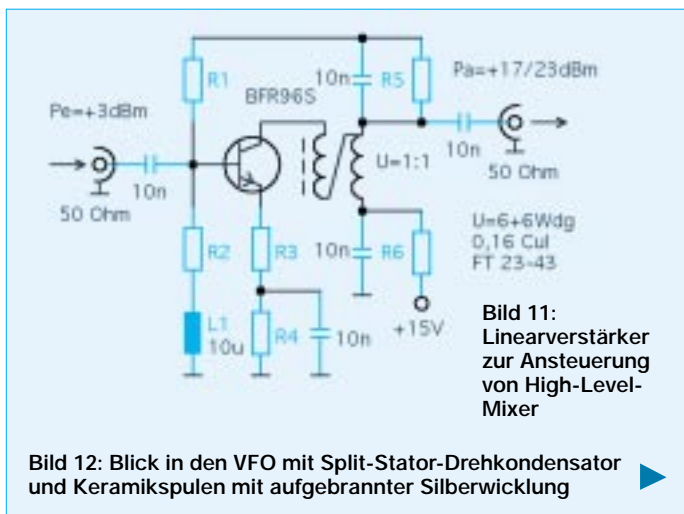 R1
10n
R5
Pa=+17/23dBm
BFR96S
Pe=+3dBm
U=1:1
10n
10n
50 Ohm
50 Ohm
R2
R3
10n
R6
U=6+6Wdg
0,16 Cul
FT 23-43
L1
10u
R4
10n
+15V
Bild 11:
Linearverstärker
zur Ansteuerung
von High-Level-
Mixer
Bild 12: Blick in den VFO mit Split-Stator-Drehkondensator
und Keramikspulen mit aufgebrannter Silberwicklung